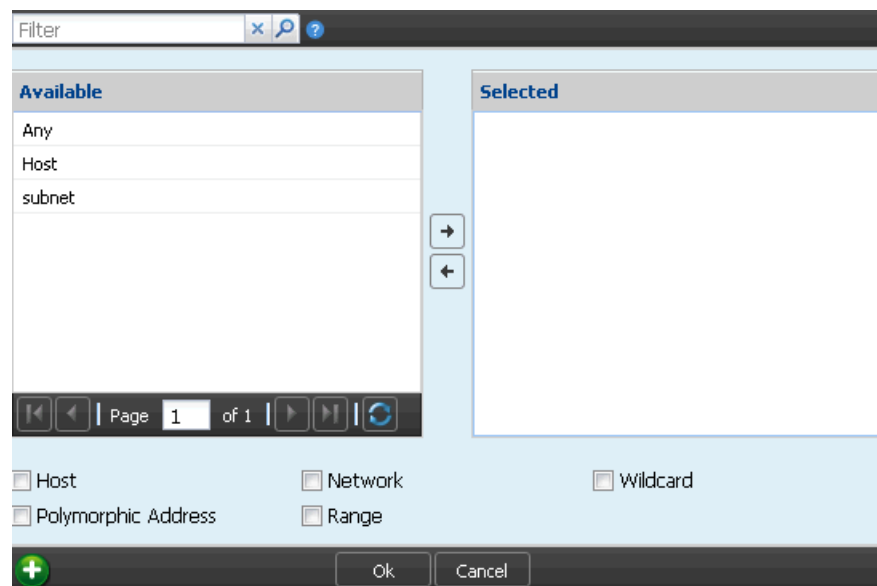 Filter
Available
Selected
Any
Host
subnet
Page 1 of 1
Host Network Wildcard
Polymorphic Address Range
Ok Cancel